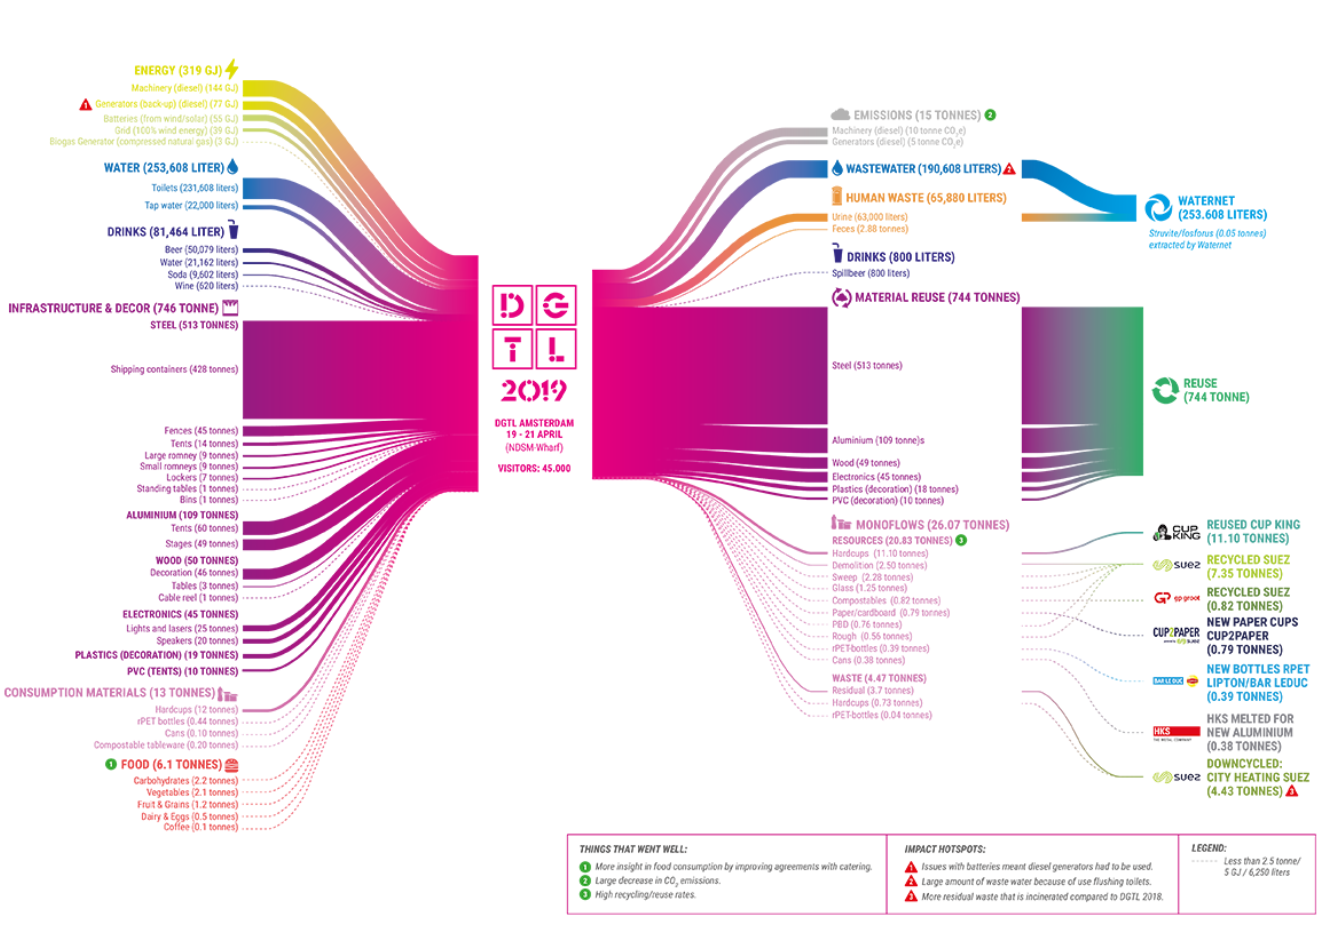 ENERGY (319 GJ)
Machinery (diesel) (144 GJ)
1 Generators (back-up) (diesel) (77 GJ)
Batteries (from wind/solar) (55 GJ)
Grid (100% wind energy) (39 GJ)
Biogas Generator (compressed natural gas) (3 GJ)
WATER (253,608 LITER)
Toilets (231,608 liters)
Tap water (22,000 liters)
DRINKS (81,464 LITER)
Beer (50,079 liters)
Water (21,162 liters)
Soda (9,602 liters)
Wine (620 liters)
INFRASTRUCTURE & DECOR (746 TONNE)
STEEL (513 TONNES)
Shipping containers (428 tonnes)
Fences (45 tonnes)
Tents (14 tonnes)
Large romney (9 tonnes)
Small romneys (9 tonnes)
Lockers (7 tonnes)
Standing tables (1 tonnes)
Bins (1 tonnes)
ALUMINIUM (109 TONNES)
Tents (60 tonnes)
Stages (49 tonnes)
WOOD (50 TONNES)
Decoration (46 tonnes)
Tables (3 tonnes)
Cable reel (1 tonnes)
ELECTRONICS (45 TONNES)
Lights and lasers (25 tonnes)
Speakers (20 tonnes)
PLASTICS (DECORATION) (19 TONNES)
PVC (TENTS) (10 TONNES)
CONSUMPTION MATERIALS (13 TONNES)
Hardcups (12 tonnes)
rPET bottles (0.44 tonnes)
Cans (0.10 tonnes)
Compostable tableware (0.20 tonnes)
1 FOOD (6.1 TONNES)
Carbohydrates (2.2 tonnes)
Vegetables (2.1 tonnes)
Fruit & Grains (1.2 tonnes)
Dairy & Eggs (0.5 tonnes)
Coffee (0.1 tonnes)
DG
TL
2019
DGTL AMSTERDAM
19 - 21 APRIL
(NDSM-Wharf)
VISITORS: 45.000
EMISSIONS (15 TONNES) 2
Machinery (diesel) (10 tonne CO2e)
Generators (diesel) (5 tonne CO2e)
WASTEWATER (190,608 LITERS) 2
HUMAN WASTE (65,880 LITERS)
Urine (63,000 liters)
Feces (2.88 tonnes)
DRINKS (800 LITERS)
Spillbeer (800 liters)
MATERIAL REUSE (744 TONNES)
Steel (513 tonnes)
Aluminium (109 tonne)s
Wood (49 tonnes)
Electronics (45 tonnes)
Plastics (decoration) (18 tonnes)
PVC (decoration) (10 tonnes)
MONOFLOWS (26.07 TONNES)
RESOURCES (20.83 TONNES) 3
Hardcups (11.10 tonnes)
Demolition (2.50 tonnes)
Sweep (2.28 tonnes)
Glass (1.25 tonnes)
Compostables (0.82 tonnes)
Paper/cardboard (0.79 tonnes)
PBD (0.76 tonnes)
Rough (0.56 tonnes)
rPET-bottles (0.39 tonnes)
Cans (0.38 tonnes)
WASTE (4.47 TONNES)
Residual (3.7 tonnes)
Hardcups (0.73 tonnes)
rPET-bottles (0.04 tonnes)
WATERNET
(253.608 LITERS)
Struvite/fosforus (0.05 tonnes)
extracted by Waternet
REUSE
(744 TONNE)
CUP KING
REUSED CUP KING
(11.10 TONNES)
suez
RECYCLED SUEZ
(7.35 TONNES)
gp groot
RECYCLED SUEZ
(0.82 TONNES)
CUP2PAPER
NEW PAPER CUPS
CUP2PAPER
(0.79 TONNES)
BAR LE DUC
NEW BOTTLES RPET
LIPTON/BAR LEDUC
(0.39 TONNES)
HKS
THE METAL COMPANY
HKS MELTED FOR
NEW ALUMINIUM
(0.38 TONNES)
suez
DOWNCYCLED:
CITY HEATING SUEZ
(4.43 TONNES) 3
THINGS THAT WENT WELL:
1 More insight in food consumption by improving agreements with catering.
2 Large decrease in CO2 emissions.
3 High recycling/reuse rates.
IMPACT HOTSPOTS:
1 Issues with batteries meant diesel generators had to be used.
2 Large amount of waste water because of use flushing toilets.
3 More residual waste that is incinerated compared to DGTL 2018.
LEGEND:
Less than 2.5 tonne/
5 GJ / 6,250 liters